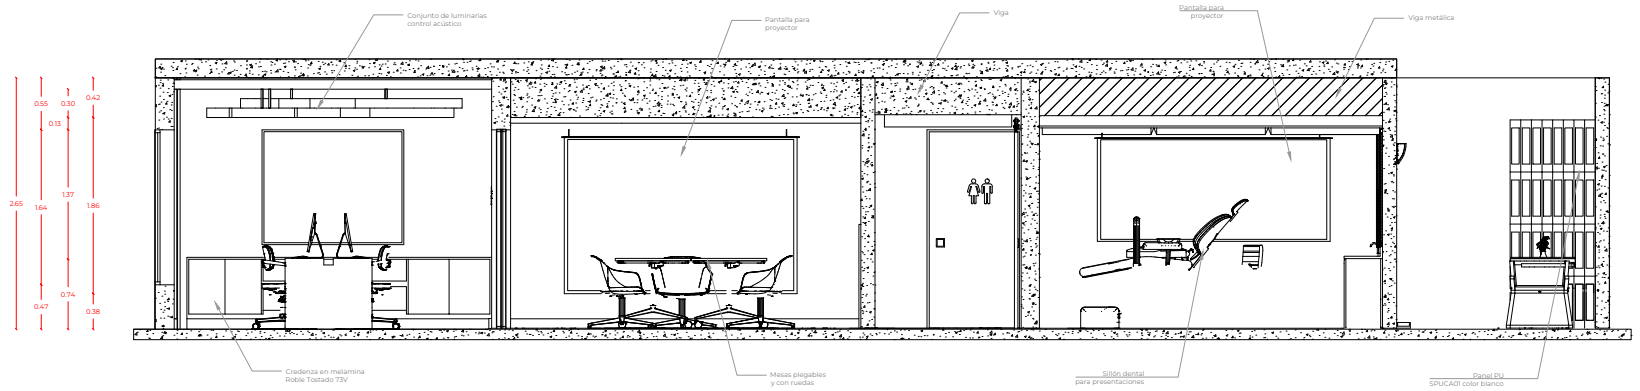 Conjunto de luminarias
control acústico
Pantalla para
proyector
Viga
Pantalla para
proyector
Viga metálica
2.65
0.55
0.30
0.42
0.13
1.64
1.37
1.86
0.47
0.74
0.38
Credenza en melamina
Roble Tostado 73V
Mesas plegables
y con ruedas
Sillón dental
para presentaciones
Panel PU
SPUCA01 color blanco